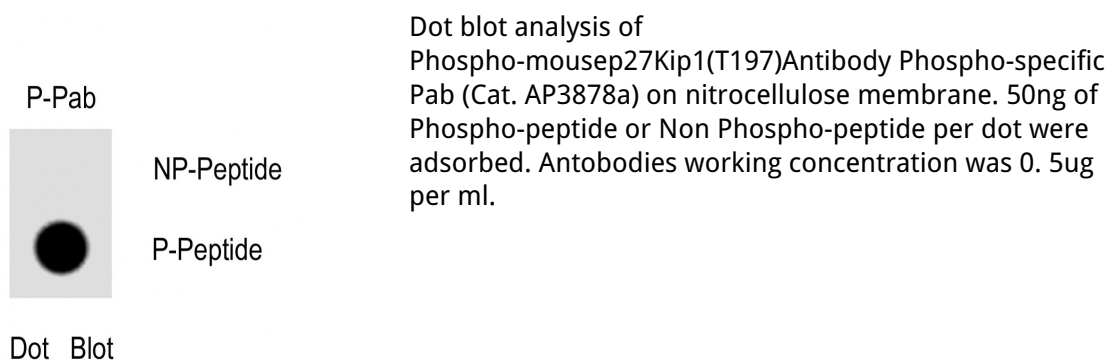 P-Pab
NP-Peptide
P-Peptide
Dot Blot
Dot blot analysis of
Phospho-mousep27Kip1(T197)Antibody Phospho-specific
Pab (Cat. AP3878a) on nitrocellulose membrane. 50ng of
Phospho-peptide or Non Phospho-peptide per dot were
adsorbed. Antobodies working concentration was 0. 5ug
per ml.